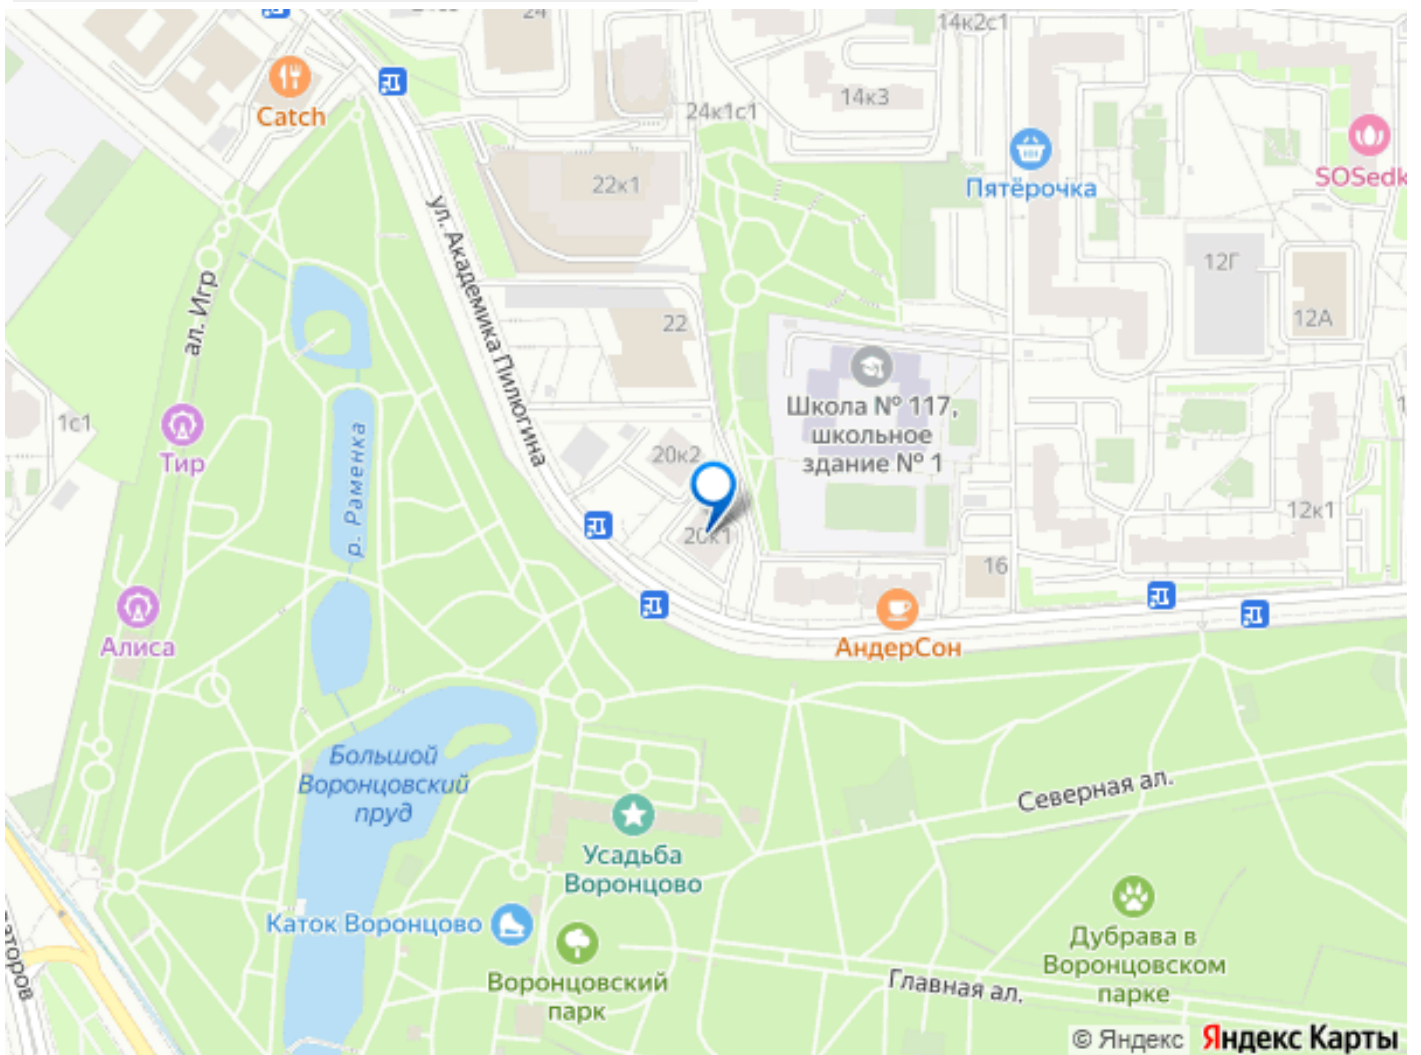 24
14к2с1
Catch
24к1с1
14к3
Пятёрочка
SOSedk
22к1
ул. Академика Пилюгина
ал. Игр
12Г
12А
22
1с1
Тир
р. Раменка
Школа № 117,
школьное
здание № 1
20к2
20к1
12к1
16
Алиса
АндерСон
Большой
Воронцовский
пруд
Северная ал.
Усадьба
Воронцово
Каток Воронцово
Воронцовский
парк
Дубрава в
Воронцовском
парке
Главная ал.
аторов
© Яндекс Яндекс Карты